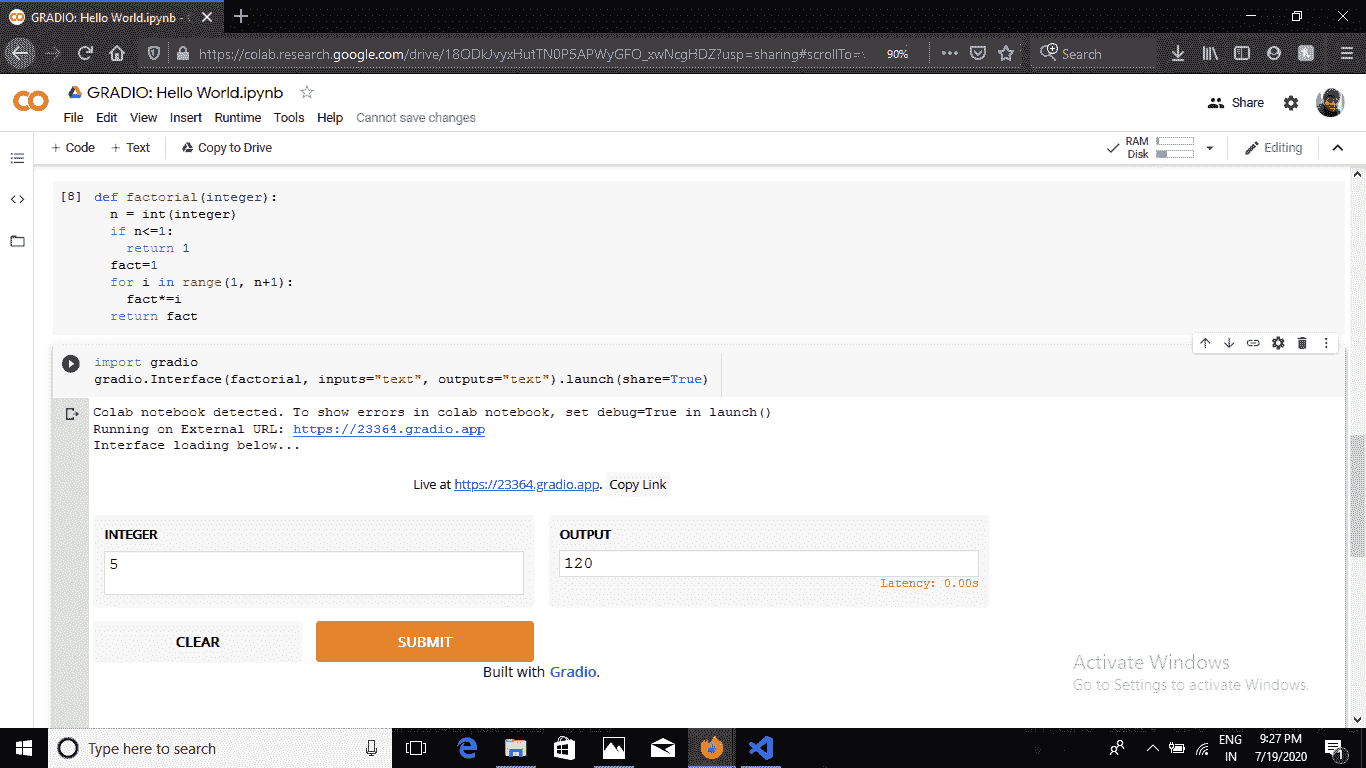 GRADIO: Hello World.ipynb - 
https://colab.research.google.com/drive/18ODkJvyxHutTN0P5APWyGFO_xwNcgHDZ?usp=sharing#scrollTo=
90%
Search
GRADIO: Hello World.ipynb
Share
File Edit View Insert Runtime Tools Help Cannot save changes
+ Code + Text Copy to Drive
RAM
Disk
Editing
[8] def factorial(integer):
n = int(integer)
if n<=1:
return 1
fact=1
for i in range(1, n+1):
fact*=i
return fact
import gradio
gradio.Interface(factorial, inputs="text", outputs="text").launch(share=True)
Colab notebook detected. To show errors in colab notebook, set debug=True in launch()
Running on External URL: https://23364.gradio.app
Interface loading below...
Live at https://23364.gradio.app. Copy Link
INTEGER
5
OUTPUT
120
Latency: 0.00s
CLEAR
SUBMIT
Built with Gradio.
Activate Windows
Go to Settings to activate Windows.
Type here to search
ENG
IN
9:27 PM
7/19/2020
1